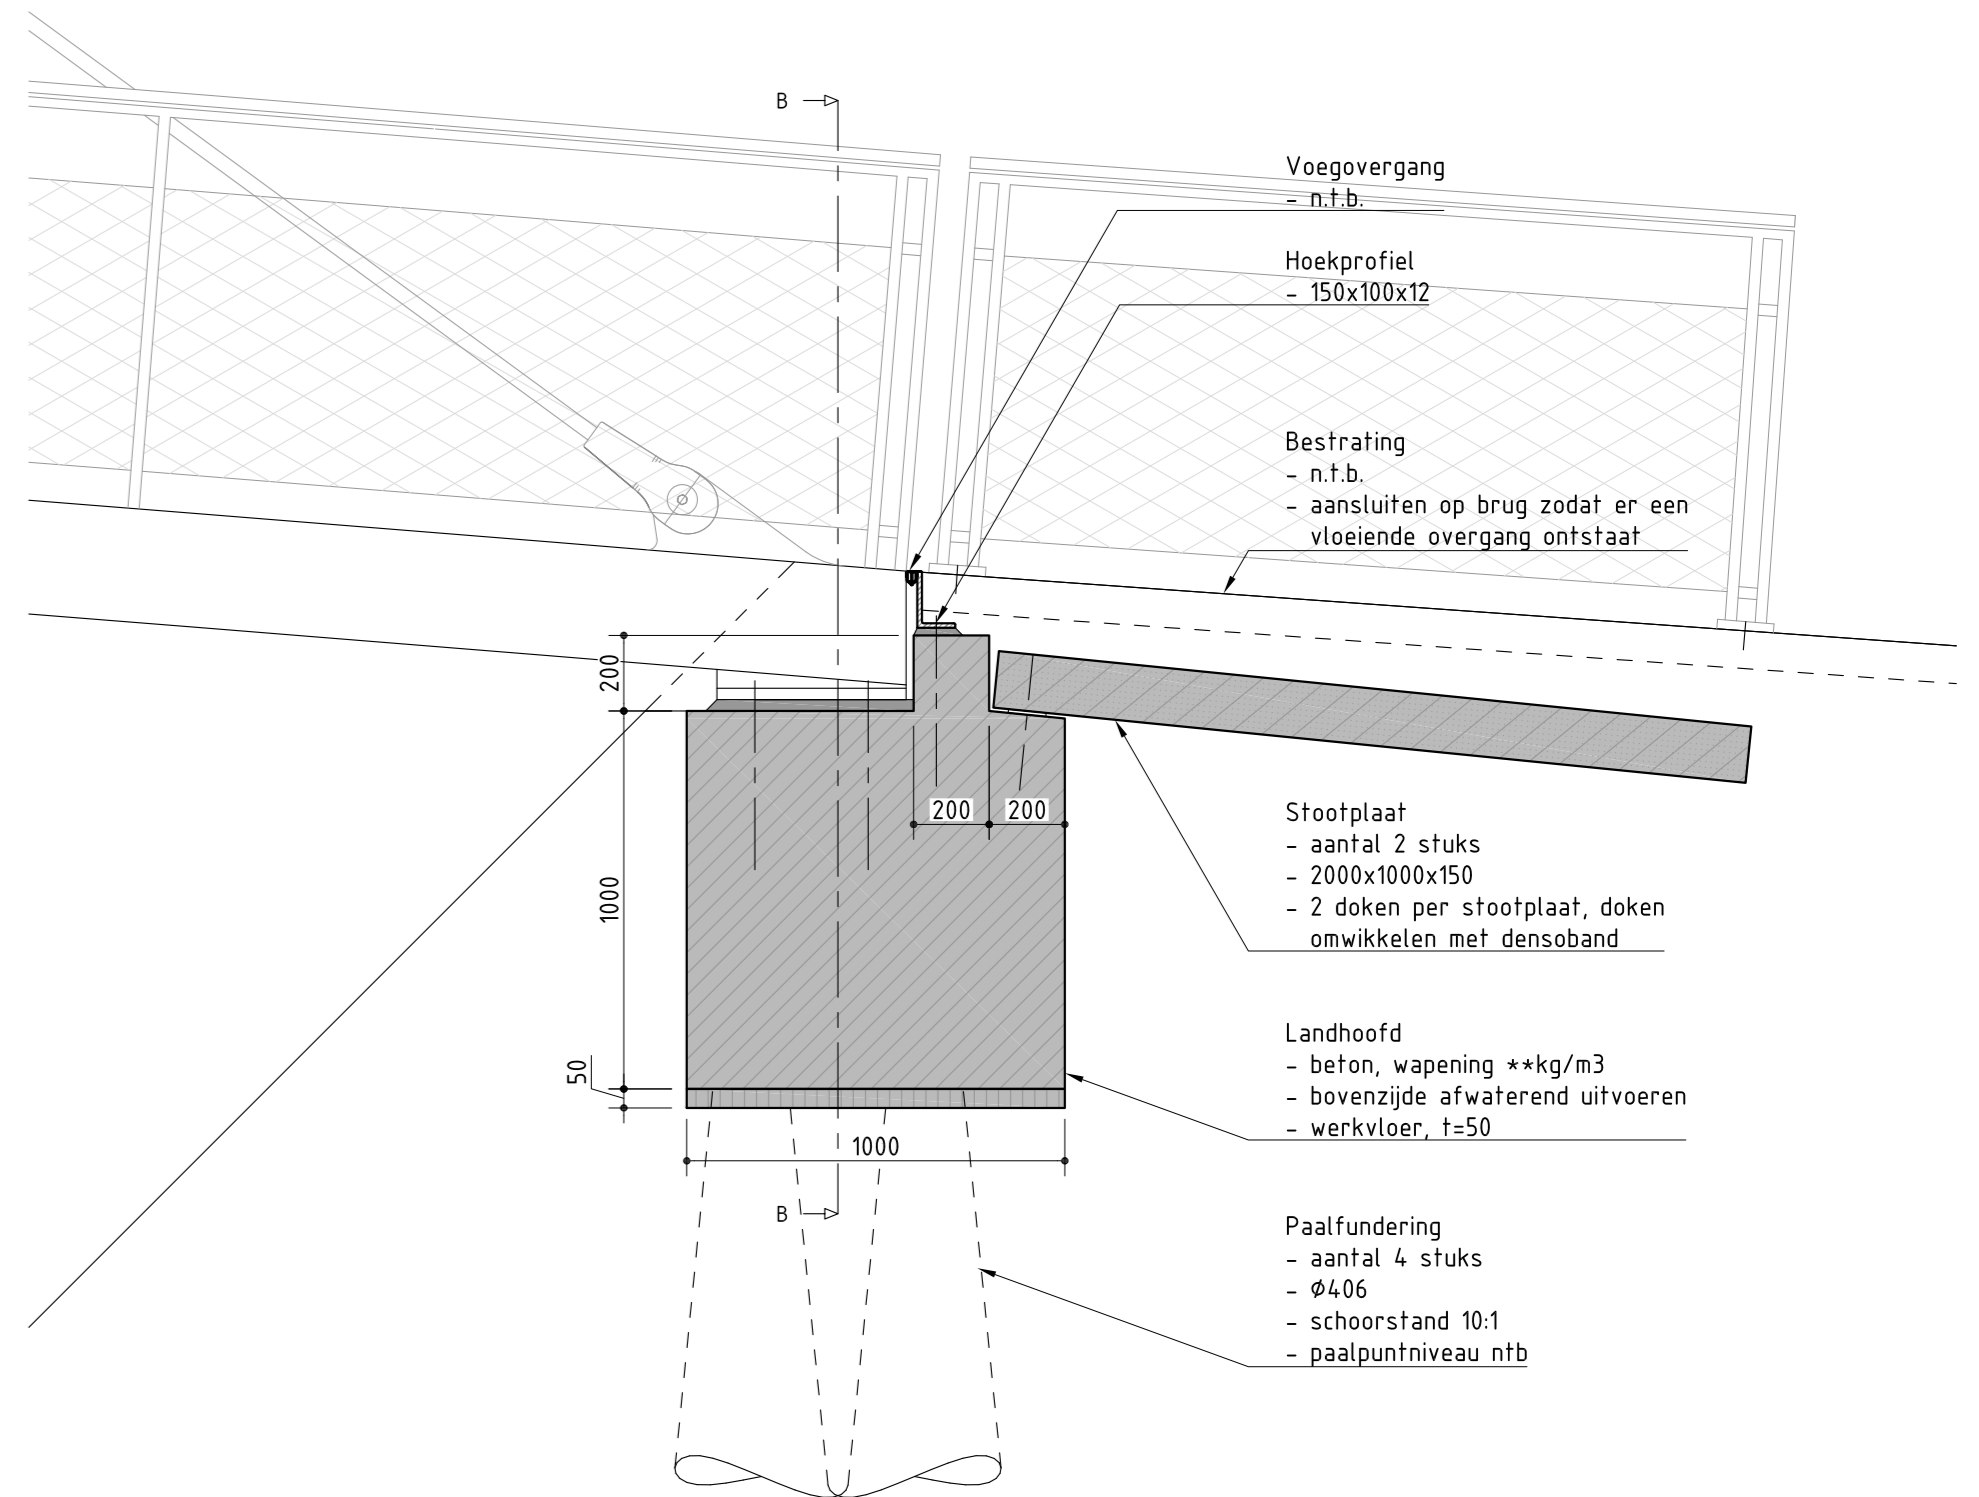 B
Voegovergang
- n.t.b.
Hoekprofiel
- 150x100x12
Bestrating
- n.t.b.
- aansluiten op brug zodat er een
vloeiende overgang ontstaat
200
200
200
1000
50
1000
B
Stootplaat
- aantal 2 stuks
- 2000x1000x150
- 2 doken per stootplaat, doken
omwikkelen met densoband
Landhoofd
- beton, wapening **kg/m3
- bovenzijde afwaterend uitvoeren
- werkvloer, t=50
Paalfundering
- aantal 4 stuks
- Ø406
- schoorstand 10:1
- paalpuntniveau ntb